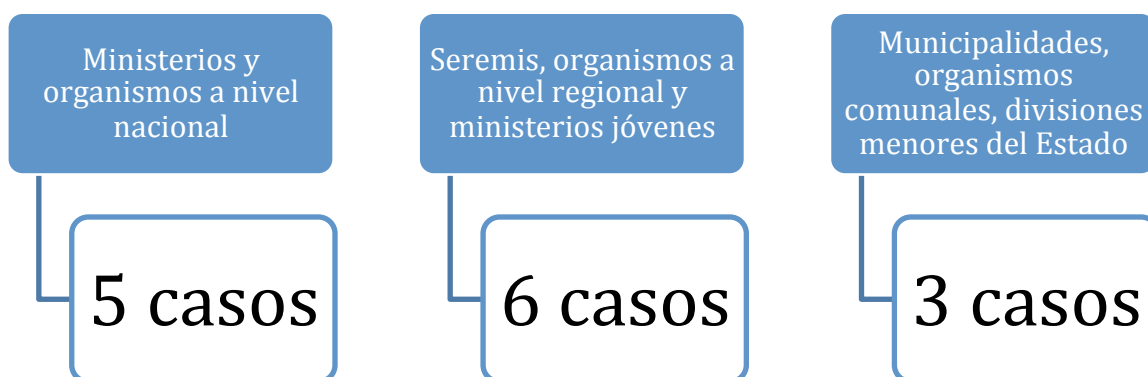 Ministerios y
organismos a nivel
nacional
5 casos
Seremis, organismos a
nivel regional y
ministerios jóvenes
6 casos
Municipalidades,
organismos
comunales, divisiones
menores del Estado
3 casos